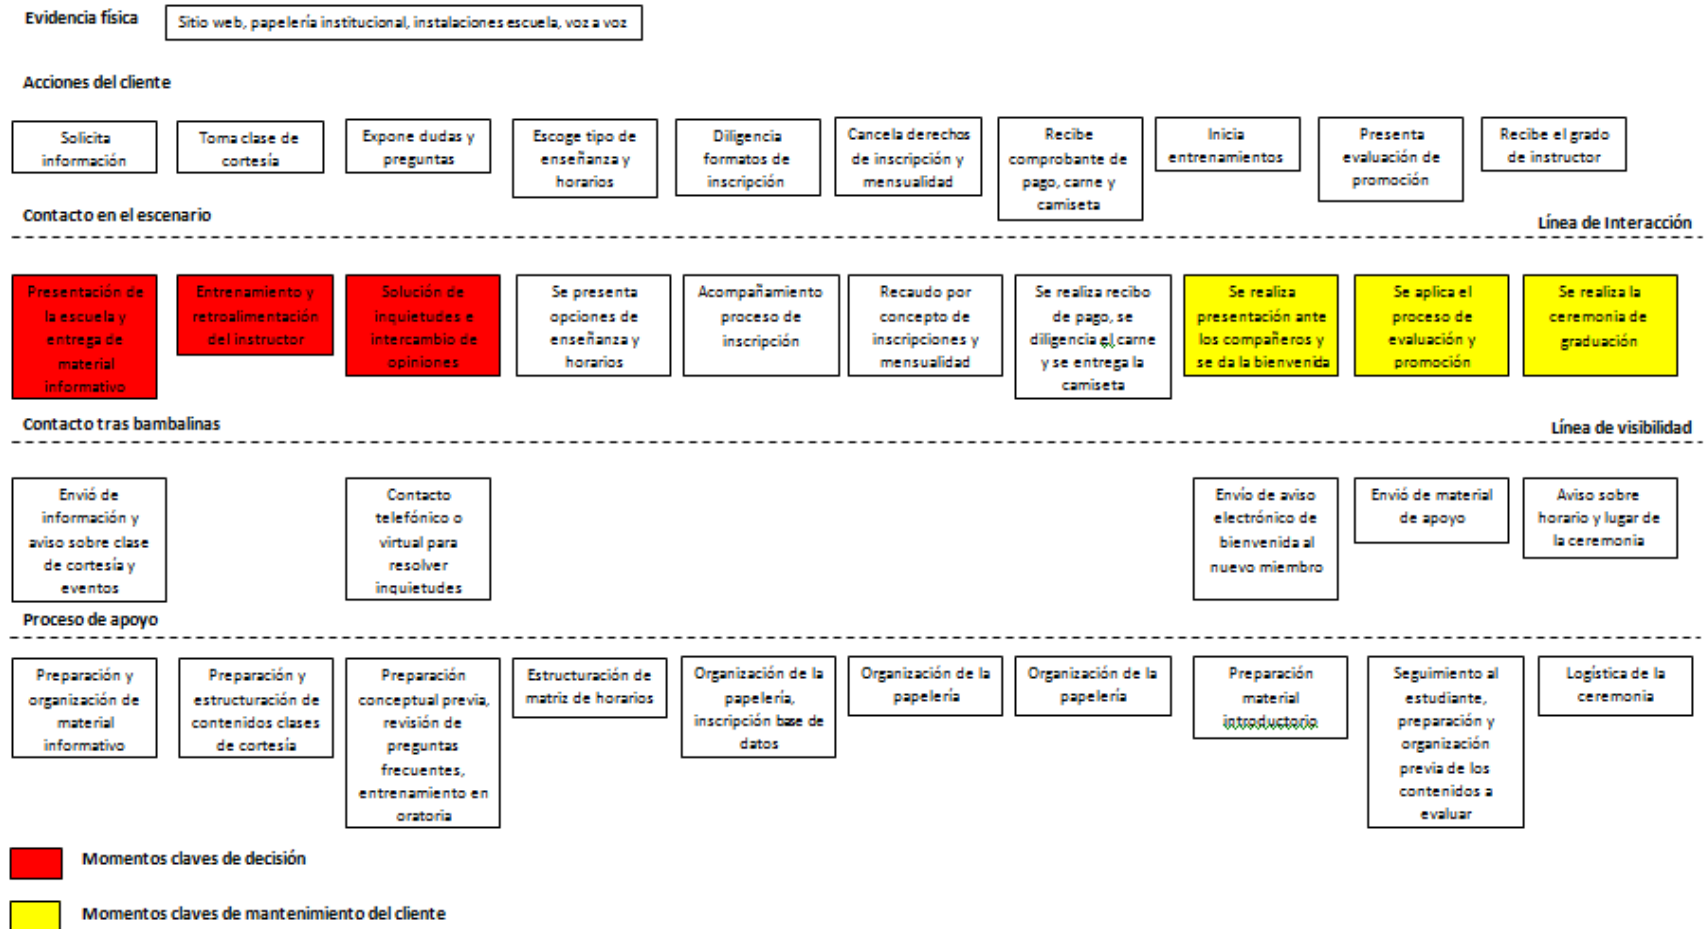 Evidencia física
Sitio web, papelería institucional, instalaciones escuela, voz a voz
Acciones del cliente
Solicita
información
Toma clase de
cortesía
Expone dudas y
preguntas
Escoge tipo de
enseñanza y
horarios
Diligencia
formatos de
inscripción
Cancela derechos
de inscripción y
mensualidad
Recibe
comprobante de
pago, carne y
camiseta
Inicia
entrenamientos
Presenta
evaluación de
promoción
Recibe el grado
de instructor
Contacto en el escenario
Línea de Interacción
Presentación de
la escuela y
entrega de
material
informativo
Entrenamiento y
retroalimentación
del instructor
Solución de
inquietudes e
intercambio de
opiniones
Se presenta
opciones de
enseñanza y
horarios
Acompañamiento
proceso de
inscripción
Recaudo por
concepto de
inscripciones y
mensualidad
Se realiza recibo
de pago, se
diligencia el carne
y se entrega la
camiseta
Se realiza
presentación ante
los compañeros y
se da la bienvenida
Se aplica el
proceso de
evaluación y
promoción
Se realiza la
ceremonia de
graduación
Contacto tras bambalinas
Línea de visibilidad
Envió de
información y
aviso sobre clase
de cortesía y
eventos
Contacto
telefónico o
virtual para
resolver
inquietudes
Envío de aviso
electrónico de
bienvenida al
nuevo miembro
Envió de material
de apoyo
Aviso sobre
horario y lugar de
la ceremonia
Proceso de apoyo
Preparación y
organización de
material
informativo
Preparación y
estructuración de
contenidos clases
de cortesía
Preparación
conceptual previa,
revisión de
preguntas
frecuentes,
entrenamiento en
oratoria
Estructuración de
matriz de horarios
Organización de la
papelería,
inscripción base de
datos
Organización de la
papelería
Organización de la
papelería
Preparación
material
introductorio
Seguimiento al
estudiante,
preparación y
organización
previa de los
contenidos a
evaluar
Logística de la
ceremonia
Momentos claves de decisión
Momentos claves de mantenimiento del cliente